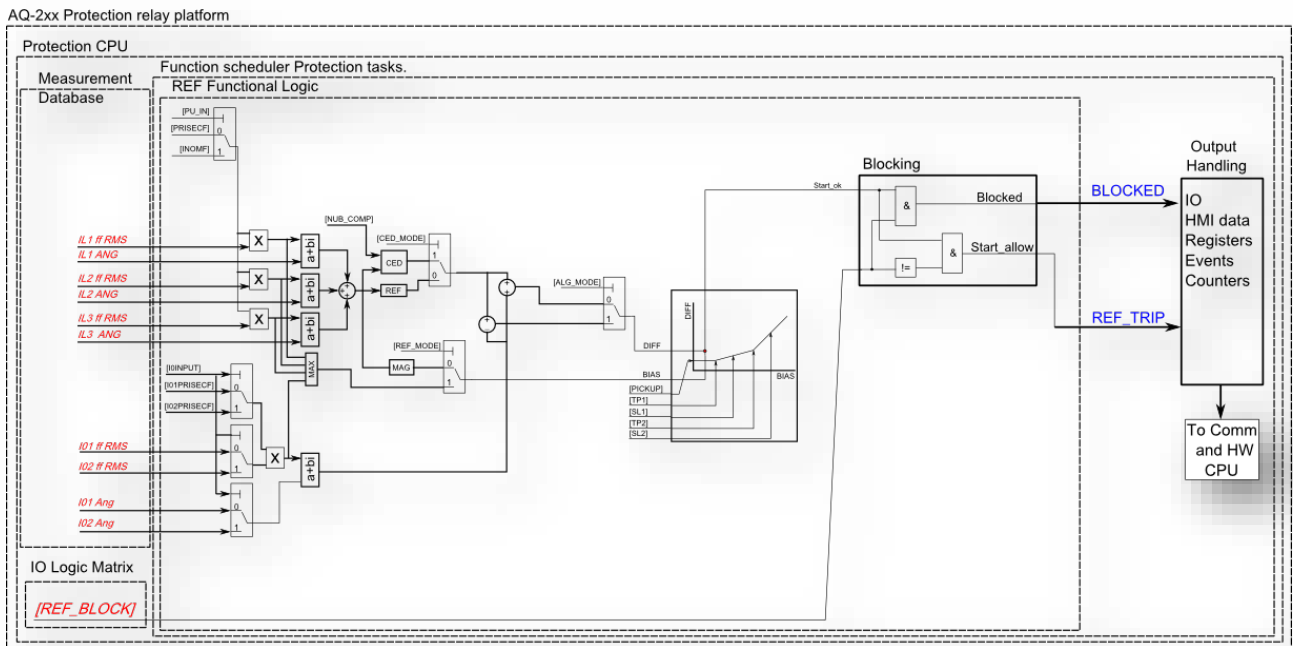 AQ-2xx Protection relay platform
Protection CPU
Function scheduler Protection tasks.
Measurement
Database
REF Functional Logic
[PU_IN]
[PRISECF]
0
[INOMF]
1
IL1 ff RMS
IL1 ANG
IL2 ff RMS
IL2 ANG
IL3 ff RMS
IL3 ANG
X
X
X
a+bi
a+bi
a+bi
+
+
+
[NUB_COMP]
[CED_MODE]
CED
REF
1
0
[REF_MODE]
MAG
MAX
0
1
[I0INPUT]
[I01PRISECF]
[I02PRISECF]
0
1
I01 ff RMS
I02 ff RMS
0
1
X
a+bi
I01 Ang
I02 Ang
0
1
+
+
-
+
[ALG_MODE]
0
1
DIFF
BIAS
[PICKUP]
[TP1]
[SL1]
[TP2]
[SL2]
DIFF
BIAS
Start_ok
Blocking
&
Blocked
&
Start_allow
!=
BLOCKED
REF_TRIP
Output
Handling
IO
HMI data
Registers
Events
Counters
To Comm
and HW
CPU
IO Logic Matrix
[REF_BLOCK]